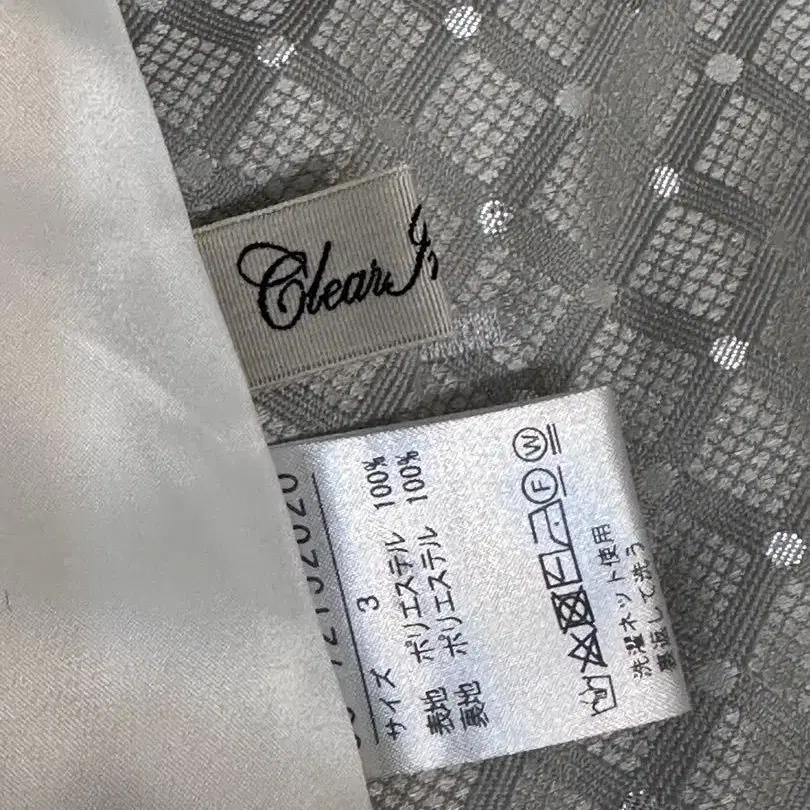 Clear
サイズ 3
表地 ポリエステル 100%
裏地 ポリエステル 100%
F W
洗濯ネット使用
裏返して洗う